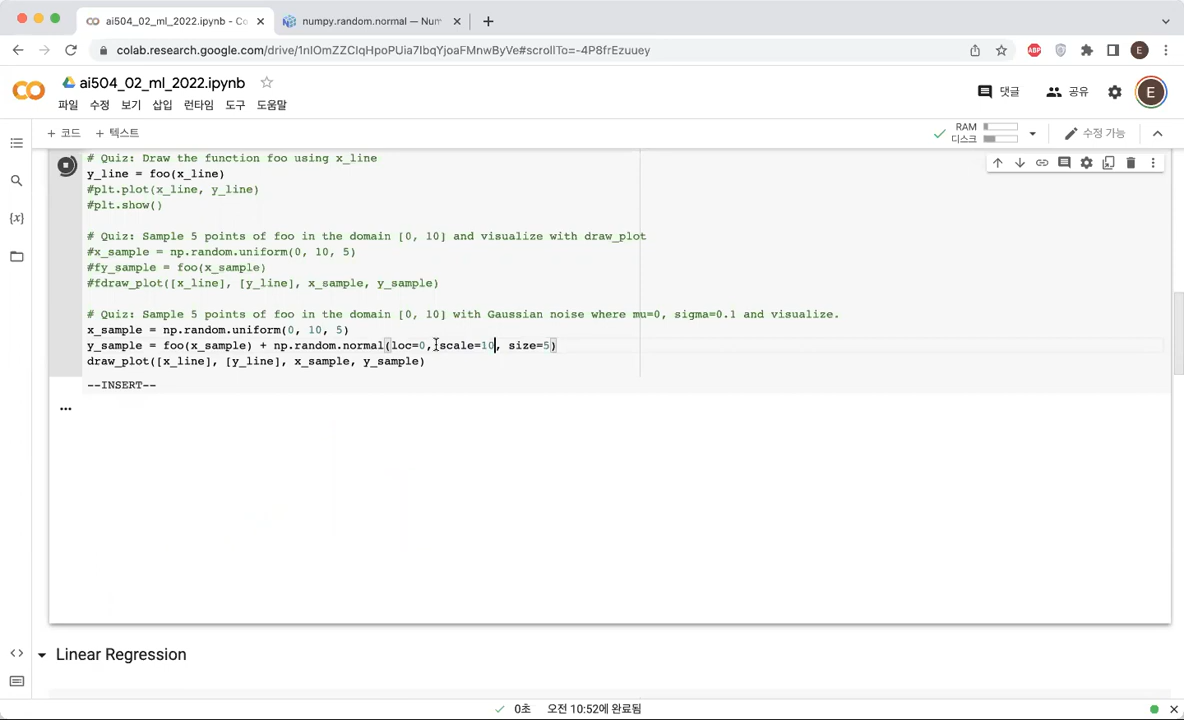 ai504_02_ml_2022.ipynb - Co
numpy.random.normal — Num
colab.research.google.com/drive/1nIOmZZCIqHpoPUia7IbqYjoaFMnwByVe#scrollTo=-4P8frEzuuey
ABP
E
CO
ai504_02_ml_2022.ipynb
파일 수정 보기 삽입 런타임 도구 도움말
댓글
공유
E
+ 코드 + 텍스트
RAM
디스크
수정 가능
# Quiz: Draw the function foo using x_line
y_line = foo(x_line)
#plt.plot(x_line, y_line)
#plt.show()
# Quiz: Sample 5 points of foo in the domain [0, 10] and visualize with draw_plot
#x_sample = np.random.uniform(0, 10, 5)
#fy_sample = foo(x_sample)
#fdraw_plot([x_line], [y_line], x_sample, y_sample)
# Quiz: Sample 5 points of foo in the domain [0, 10] with Gaussian noise where mu=0, sigma=0.1 and visualize.
x_sample = np.random.uniform(0, 10, 5)
y_sample = foo(x_sample) + np.random.normal(loc=0, scale=10, size=5)
draw_plot([x_line], [y_line], x_sample, y_sample)
--INSERT--
...
{x}
Linear Regression
0초 오전 10:52에 완료됨